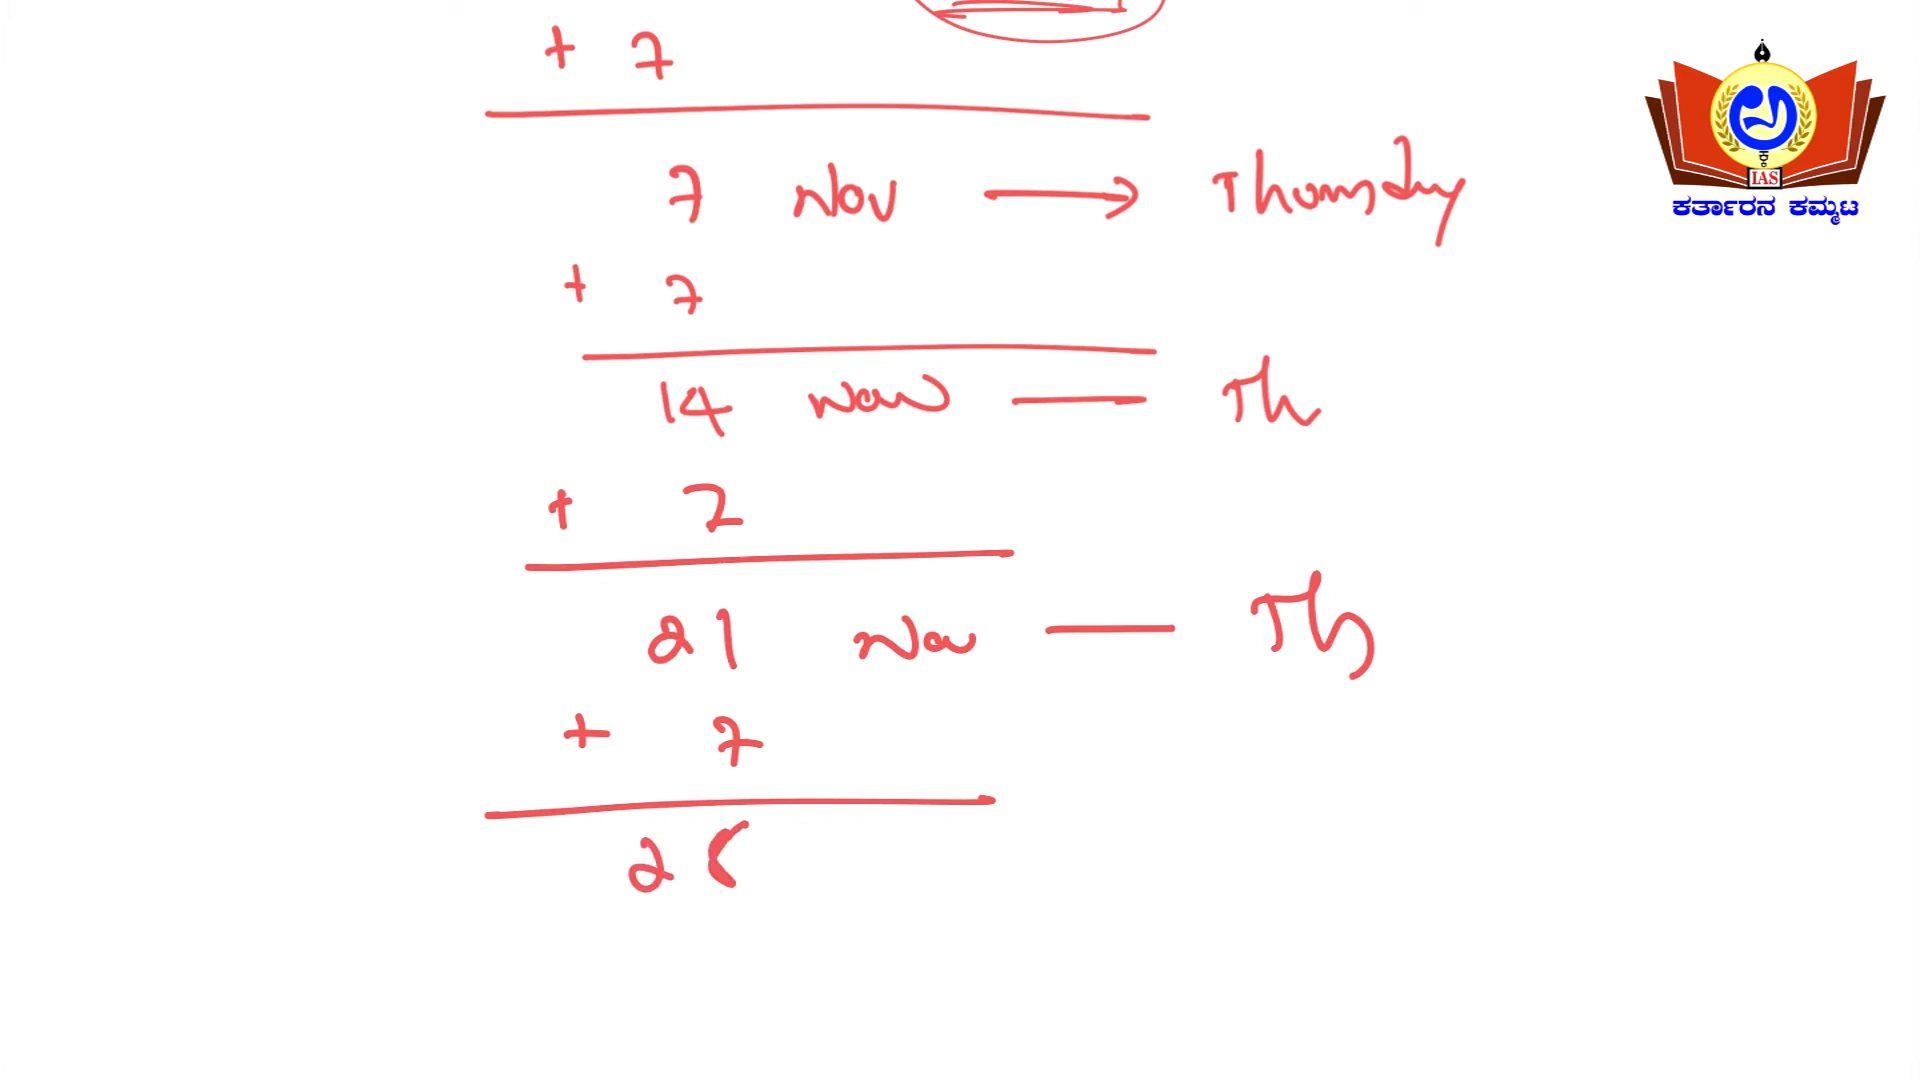 + 7
7 Nov → Thursday
+ 7
14 Nov — Th
+ 7
21 Nov — Th
+ 7
28
IAS
ಕರ್ತಾರನ ಕಮ್ಮಟ